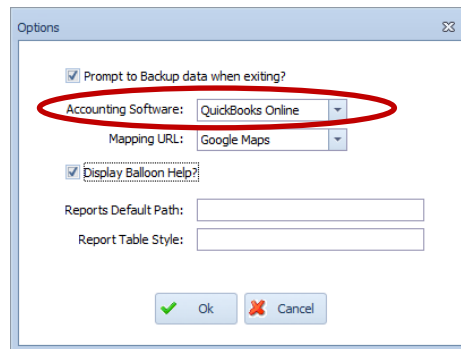 Options
Prompt to Backup data when exiting?
Accounting Software: QuickBooks Online
Mapping URL: Google Maps
Display Balloon Help?
Reports Default Path:
Report Table Style:
Ok Cancel